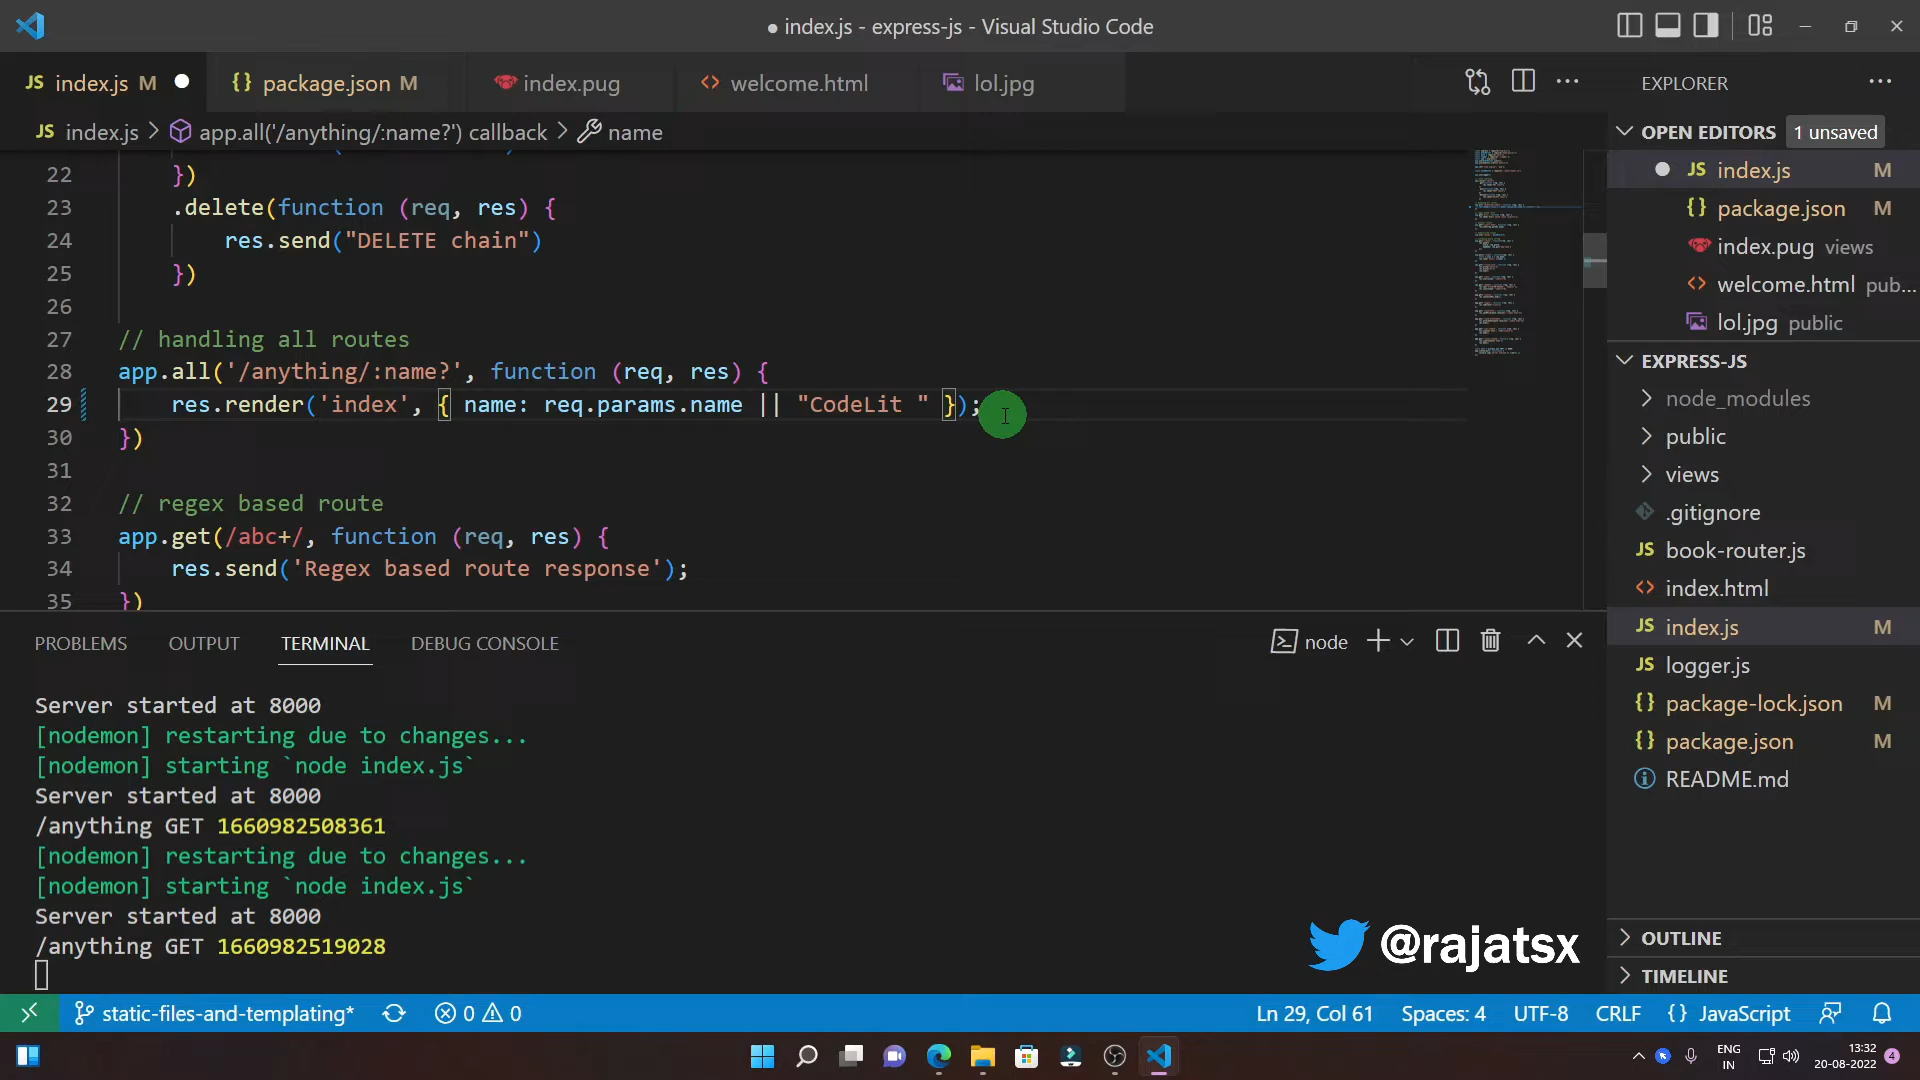 ● index.js - express-js - Visual Studio Code
JS index.js M
{} package.json M
index.pug
<> welcome.html
lol.jpg
JS index.js > app.all('/anything/:name?') callback > name
22 })
23 .delete(function (req, res) {
24 res.send("DELETE chain")
25 })
26
27 // handling all routes
28 app.all('/anything/:name?', function (req, res) {
29 res.render('index', { name: req.params.name || "CodeLit " });
30 })
31
32 // regex based route
33 app.get(/abc+/, function (req, res) {
34 res.send('Regex based route response');
35 })
PROBLEMS OUTPUT TERMINAL DEBUG CONSOLE
node
Server started at 8000
[nodemon] restarting due to changes...
[nodemon] starting `node index.js`
Server started at 8000
/anything GET 1660982508361
[nodemon] restarting due to changes...
[nodemon] starting `node index.js`
Server started at 8000
/anything GET 1660982519028
@rajatsx
EXPLORER
OPEN EDITORS 1 unsaved
JS index.js M
{} package.json M
index.pug views
<> welcome.html pub...
lol.jpg public
EXPRESS-JS
node_modules
public
views
.gitignore
JS book-router.js
<> index.html
JS index.js M
JS logger.js
{} package-lock.json M
{} package.json M
README.md
OUTLINE
TIMELINE
static-files-and-templating* 0 0
Ln 29, Col 61 Spaces: 4 UTF-8 CRLF {} JavaScript
ENG
IN
13:32
20-08-2022
4